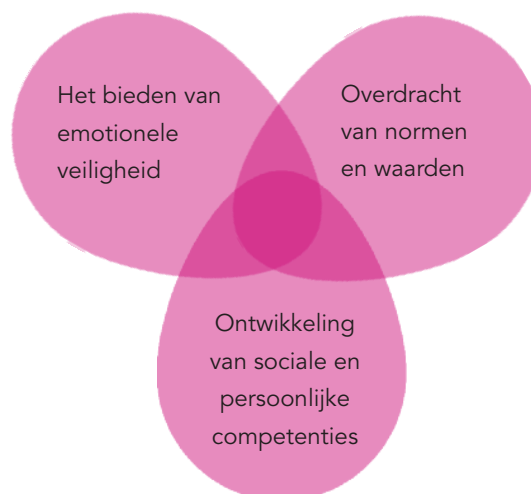 Het bieden van
emotionele
veiligheid
Overdracht
van normen
en waarden
Ontwikkeling
van sociale en
persoonlijke
competenties